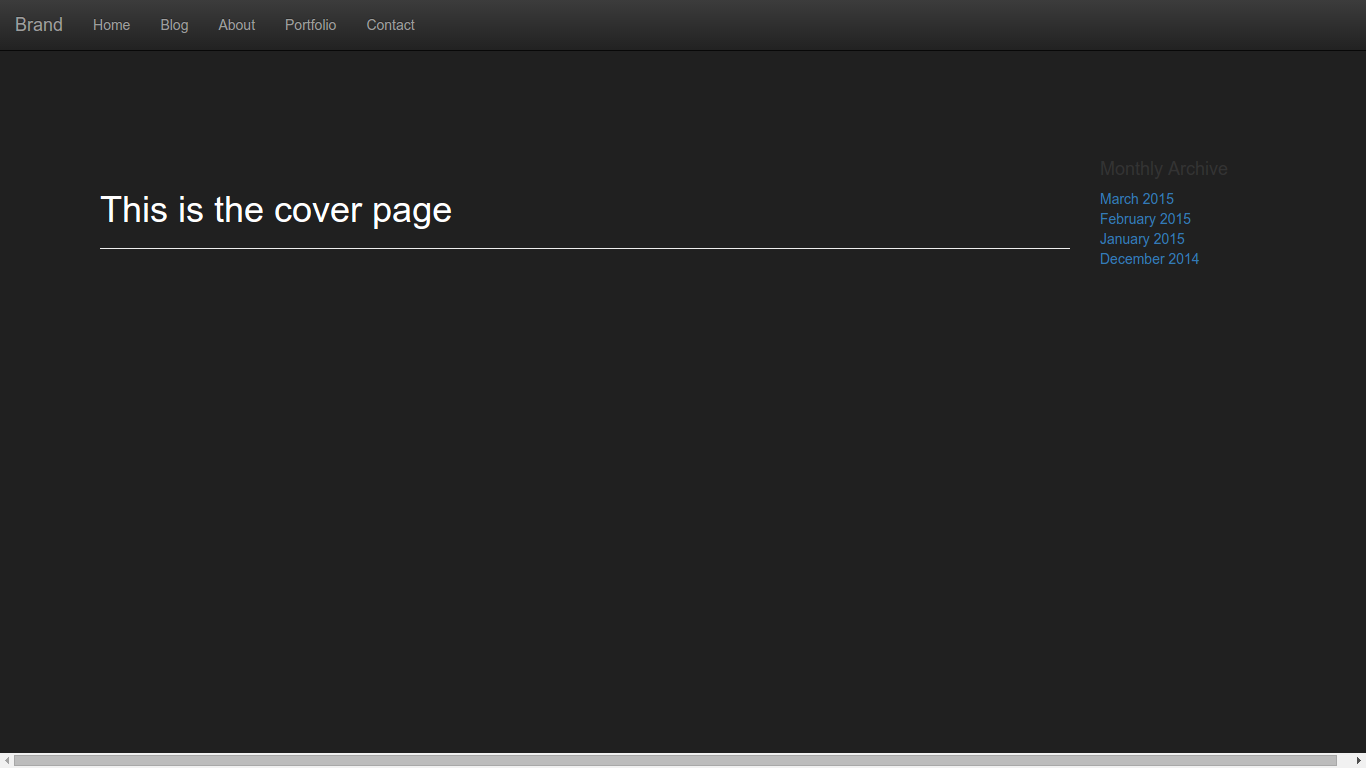 Brand Home Blog About Portfolio Contact
This is the cover page
Monthly Archive
March 2015
February 2015
January 2015
December 2014